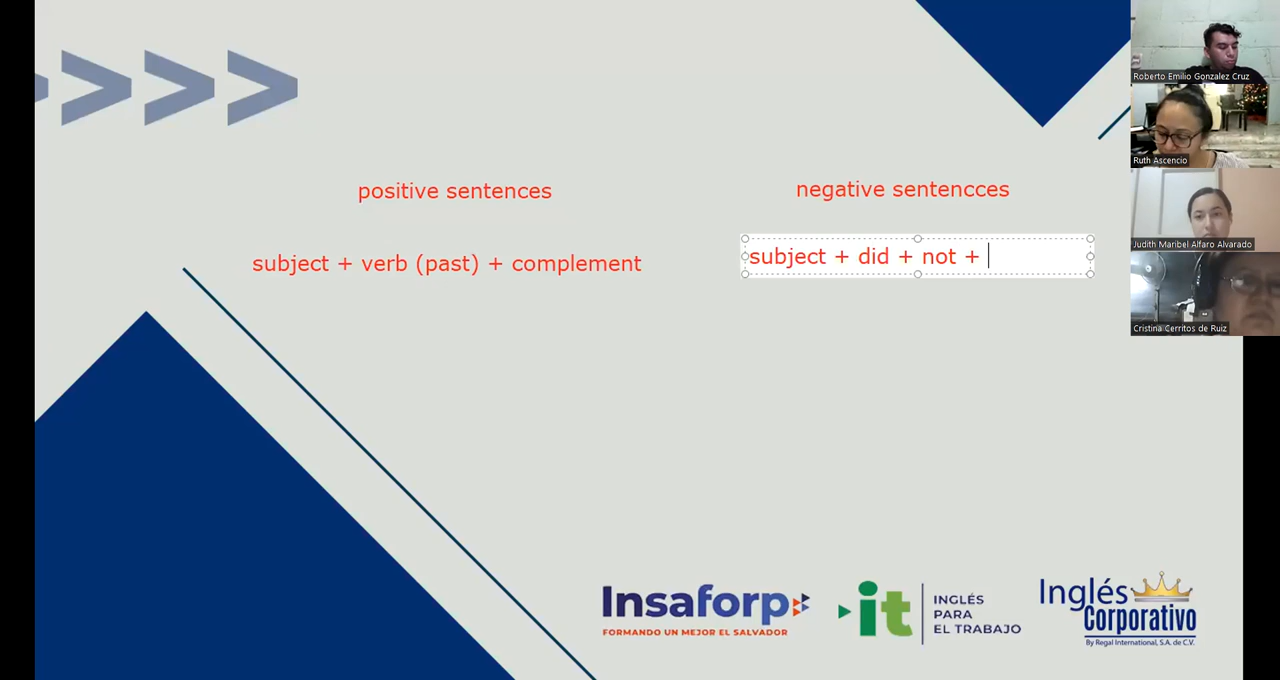 positive sentences
negative sentencces
subject + verb (past) + complement
subject + did + not +
Roberto Emilio Gonzalez Cruz
Ruth Ascencio
Judith Maribel Alfaro Alvarado
Cristina Cerritos de Ruiz
Insaforp
FORMANDO UN MEJOR EL SALVADOR
it
INGLÉS
PARA
EL TRABAJO
Inglés
Corporativo
By Regal International, S.A. de C.V.